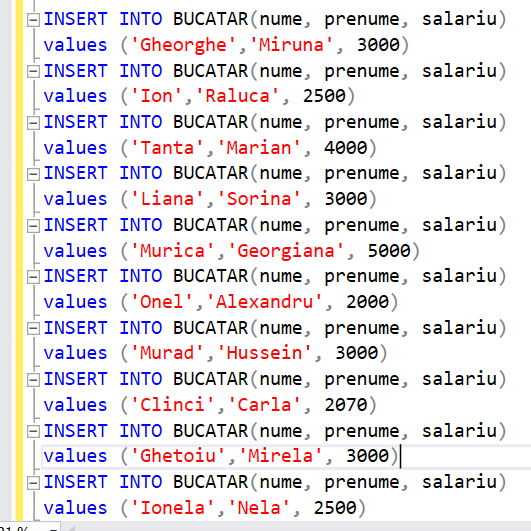 INSERT INTO BUCATAR(nume, prenume, salariu)
values ('Gheorghe','Miruna', 3000)
INSERT INTO BUCATAR(nume, prenume, salariu)
values ('Ion','Raluca', 2500)
INSERT INTO BUCATAR(nume, prenume, salariu)
values ('Tanta','Marian', 4000)
INSERT INTO BUCATAR(nume, prenume, salariu)
values ('Liana','Sorina', 3000)
INSERT INTO BUCATAR(nume, prenume, salariu)
values ('Murica','Georgiana', 5000)
INSERT INTO BUCATAR(nume, prenume, salariu)
values ('Onel','Alexandru', 2000)
INSERT INTO BUCATAR(nume, prenume, salariu)
values ('Murad','Hussein', 3000)
INSERT INTO BUCATAR(nume, prenume, salariu)
values ('Clinci','Carla', 2070)
INSERT INTO BUCATAR(nume, prenume, salariu)
values ('Ghetoiu','Mirela', 3000)
INSERT INTO BUCATAR(nume, prenume, salariu)
values ('Ionela','Nela', 2500)